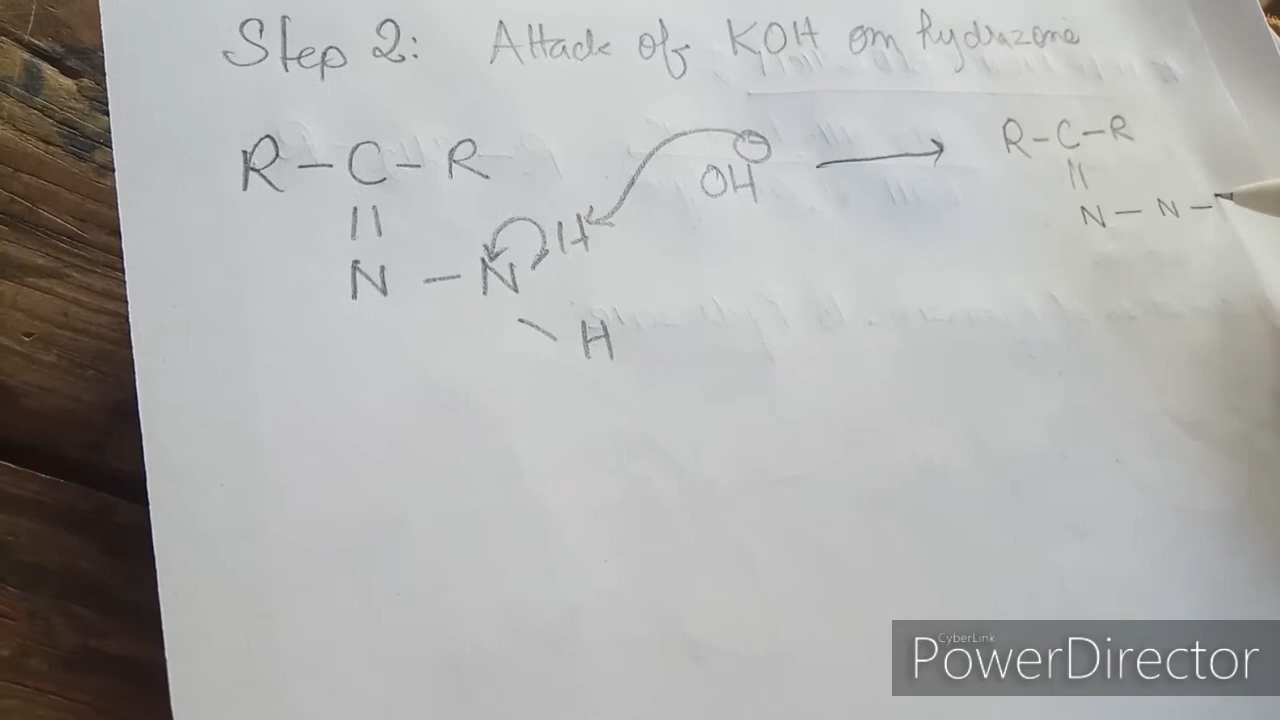 Step 2: Attack of KOH on hydrazone
R-C-R
||
N - N H
\ H
⊖
OH
→
R-C-R
||
N - N -
CyberLink
PowerDirector